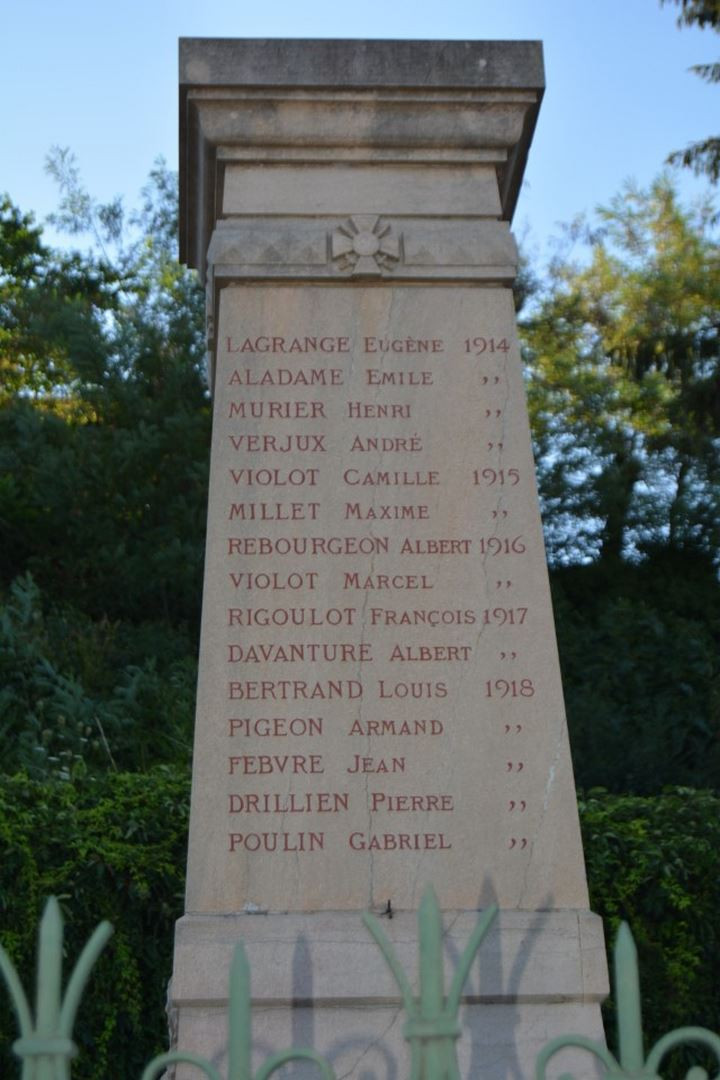 LAGRANGE EUGÈNE 1914
ALADAME EMILE ,,
MURIER HENRI ,,
VERJUX ANDRÉ ,,
VIOLOT CAMILLE 1915
MILLET MAXIME ,,
REBOURGEON ALBERT 1916
VIOLOT MARCEL ,,
RIGOULOT FRANÇOIS 1917
DAVANTURE ALBERT ,,
BERTRAND LOUIS 1918
PIGEON ARMAND ,,
FEBVRE JEAN ,,
DRILLIEN PIERRE ,,
POULIN GABRIEL ,,